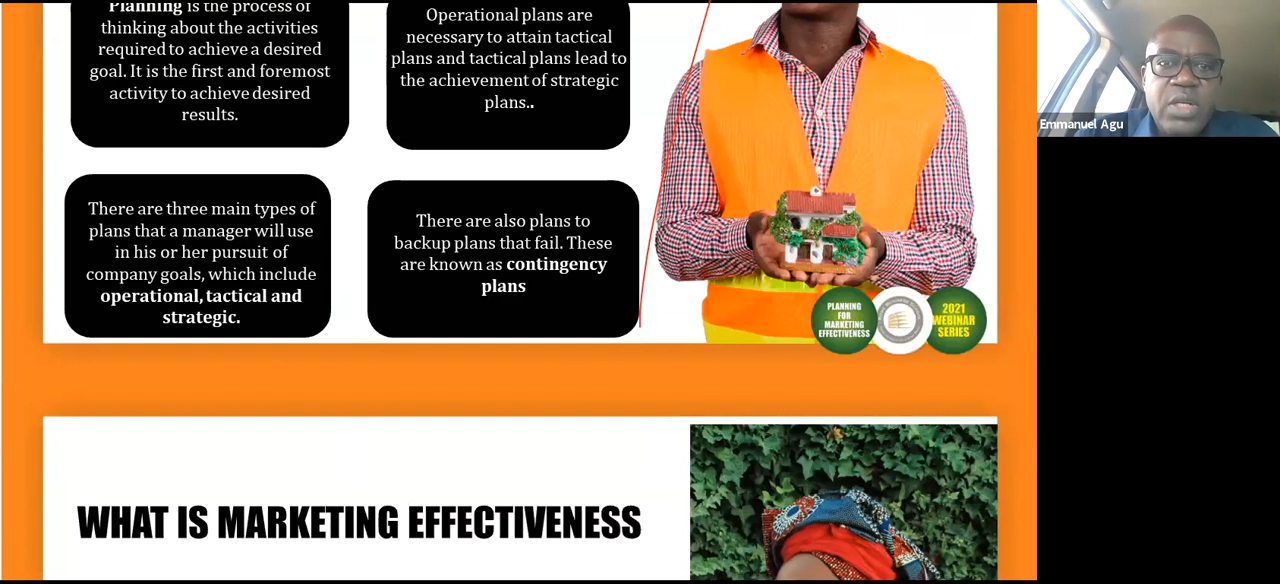 Planning is the process of
thinking about the activities
required to achieve a desired
goal. It is the first and foremost
activity to achieve desired
results.
Operational plans are
necessary to attain tactical
plans and tactical plans lead to
the achievement of strategic
plans..
There are three main types of
plans that a manager will use
in his or her pursuit of
company goals, which include
operational, tactical and
strategic.
There are also plans to
backup plans that fail. These
are known as contingency
plans
PLANNING
FOR
MARKETING
EFFECTIVENESS
2021
WEBINAR
SERIES
WHAT IS MARKETING EFFECTIVENESS
Emmanuel Agu